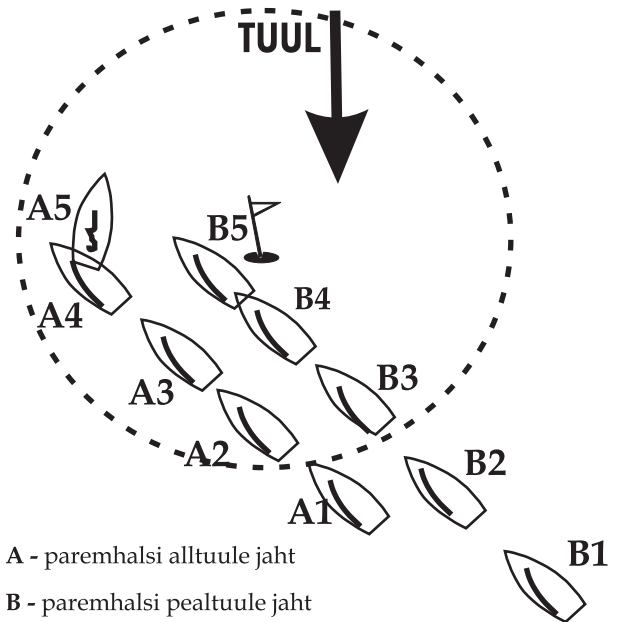 TUUL
A5
B5
B4
A4
B3
A3
A2
B2
A1
B1
A - paremhalsi alltuule jaht
B - paremhalsi pealtuule jaht